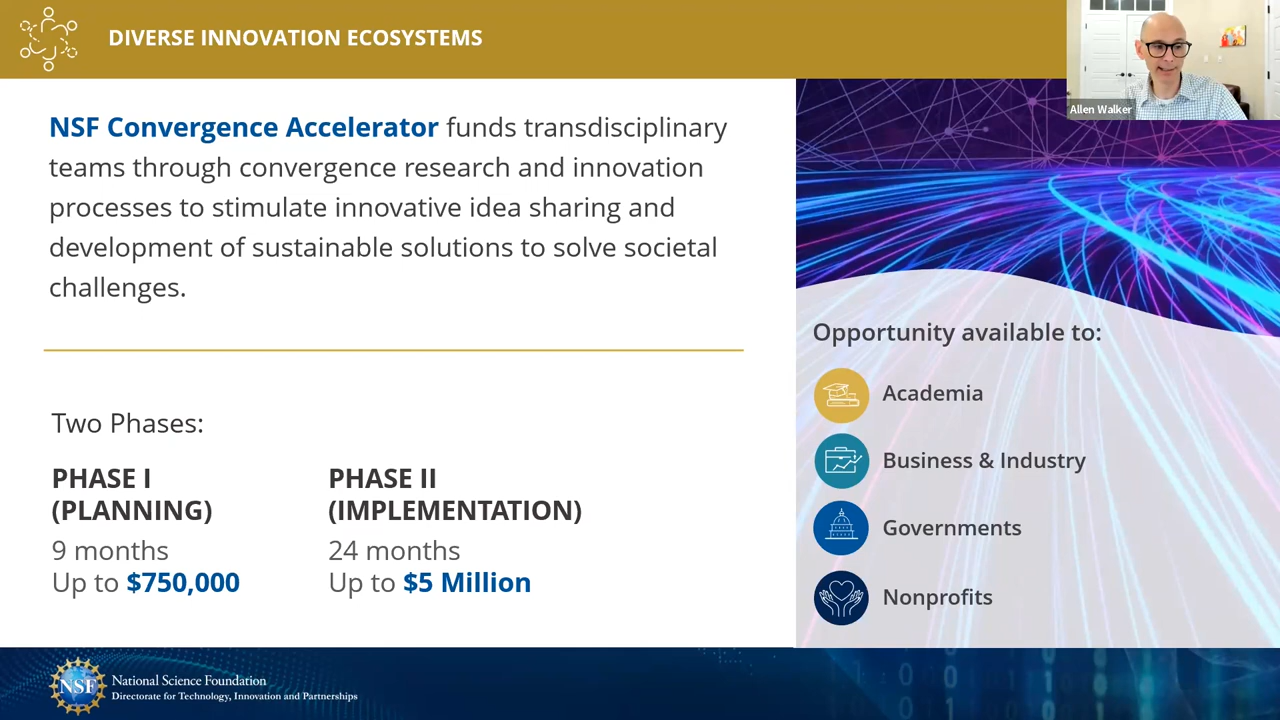 DIVERSE INNOVATION ECOSYSTEMS
Allen Walker
NSF Convergence Accelerator funds transdisciplinary
teams through convergence research and innovation
processes to stimulate innovative idea sharing and
development of sustainable solutions to solve societal
challenges.
Two Phases:
PHASE I
(PLANNING)
9 months
Up to $750,000
PHASE II
(IMPLEMENTATION)
24 months
Up to $5 Million
Opportunity available to:
Academia
Business & Industry
Governments
Nonprofits
NSF
National Science Foundation
Directorate for Technology, Innovation and Partnerships